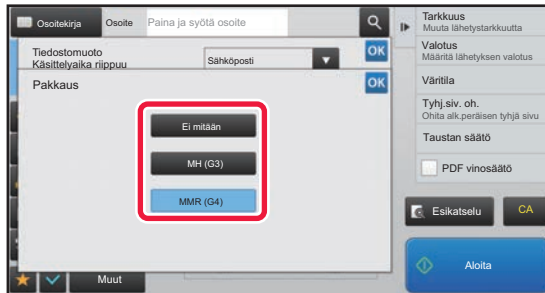 Osoitekirja
Osoite
Paina ja syötä osoite
Tiedostomuoto
Käsittelyaika riippuu
Sähköposti
OK
Pakkaus
OK
Ei mitään
MH (G3)
MMR (G4)
Muut
Tarkkuus
Muuta lähetystarkkuutta
Valotus
Määritä lähetyksen valotus
Väritila
Tyhj.siv. oh.
Ohita alk.peräisen tyhjä sivu
Taustan säätö
PDF vinosäätö
Esikatselu
CA
Aloita